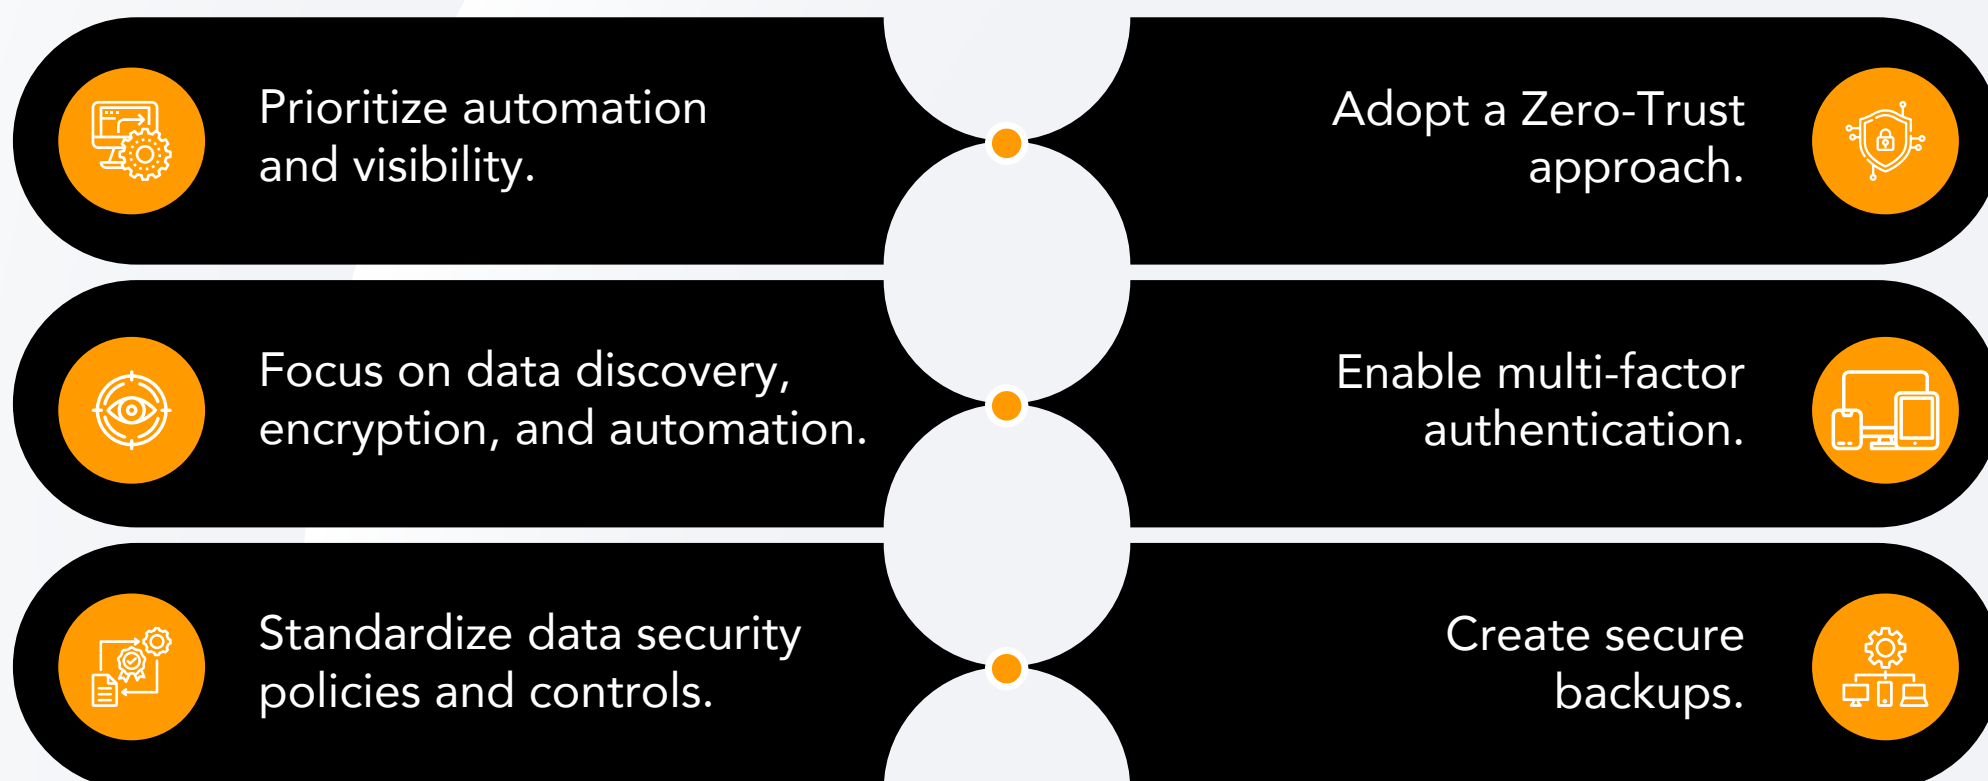 Prioritize automation
and visibility.
Adopt a Zero-Trust
approach.
Focus on data discovery,
encryption, and automation.
Enable multi-factor
authentication.
Standardize data security
policies and controls.
Create secure
backups.